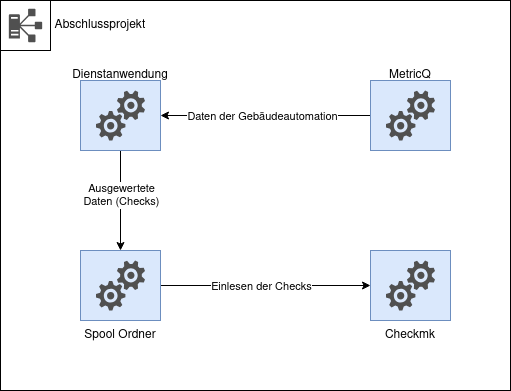 Abschlussprojekt
Dienstanwendung
MetricQ
Daten der Gebäudeautomation
Ausgewertete
Daten (Checks)
Einlesen der Checks
Spool Ordner
Checkmk